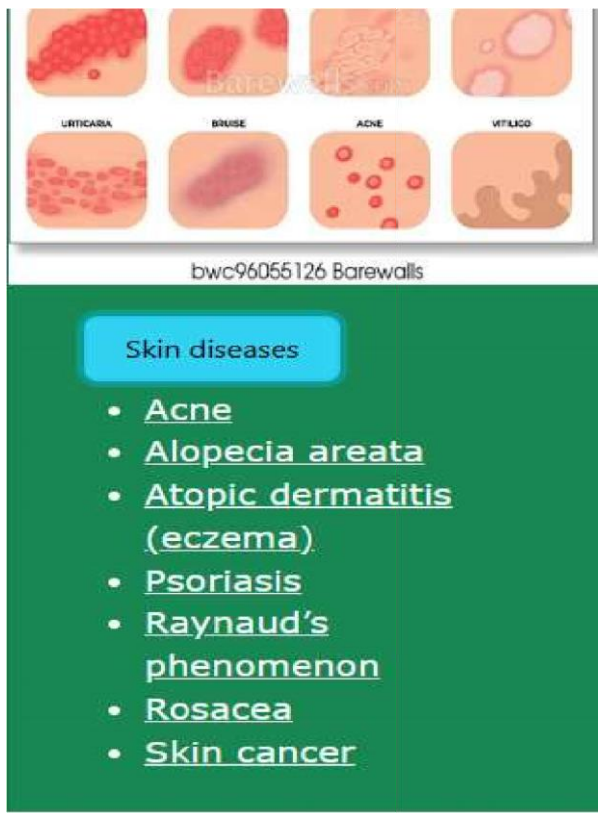 Barewalls
URTICARIA BRUISE ACNE VITILIGO
bwc96055126 Barewalls
Skin diseases
• Acne
• Alopecia areata
• Atopic dermatitis
(eczema)
• Psoriasis
• Raynaud’s
phenomenon
• Rosacea
• Skin cancer